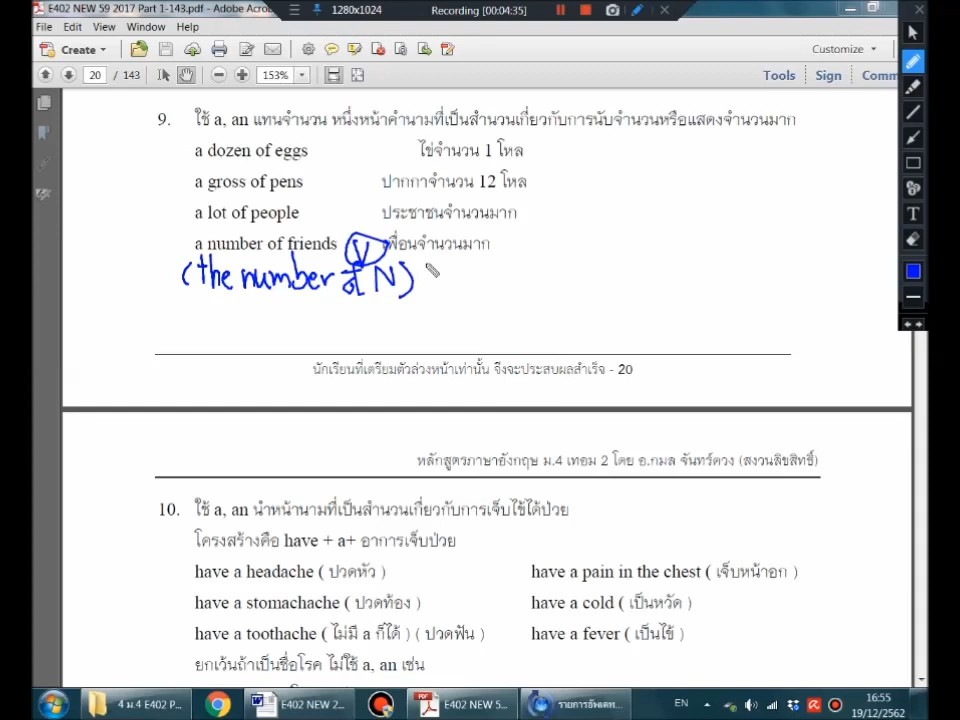 E402 NEW 59 2017 Part 1-143.pdf - Adobe Acro
1280x1024
Recording [00:04:35]
File Edit View Window Help
Create
Customize
20 / 143
153%
Tools Sign Comm
9. ใช้ a, an แทนจำนวน หนึ่งหน้าคำนามที่เป็นสำนวนเกี่ยวกับการนับจำนวนหรือแสดงจำนวนมาก
a dozen of eggs ไข่จำนวน 1 โหล
a gross of pens ปากกาจำนวน 12 โหล
a lot of people ประชาชนจำนวนมาก
a number of friends เพื่อนจำนวนมาก
V
(the number of N)
นักเรียนที่เตรียมตัวล่วงหน้าเท่านั้น จึงจะประสบผลสำเร็จ - 20
หลักสูตรภาษาอังกฤษ ม.4 เทอม 2 โดย อ.กมล จันทร์ดวง (สงวนลิขสิทธิ์)
10. ใช้ a, an นำหน้านามที่เป็นสำนวนเกี่ยวกับการเจ็บไข้ได้ป่วย
โครงสร้างคือ have + a+ อาการเจ็บป่วย
have a headache ( ปวดหัว ) have a pain in the chest ( เจ็บหน้าอก )
have a stomachache ( ปวดท้อง ) have a cold ( เป็นหวัด )
have a toothache ( ไม่มี a ก็ได้ ) ( ปวดฟัน ) have a fever ( เป็นไข้ )
ยกเว้นถ้าเป็นชื่อโรค ไม่ใช้ a, an เช่น
4 ม.4 E402 P...
E402 NEW 2...
E402 NEW 5...
รายการอัพเดท...
EN
16:55
19/12/2562